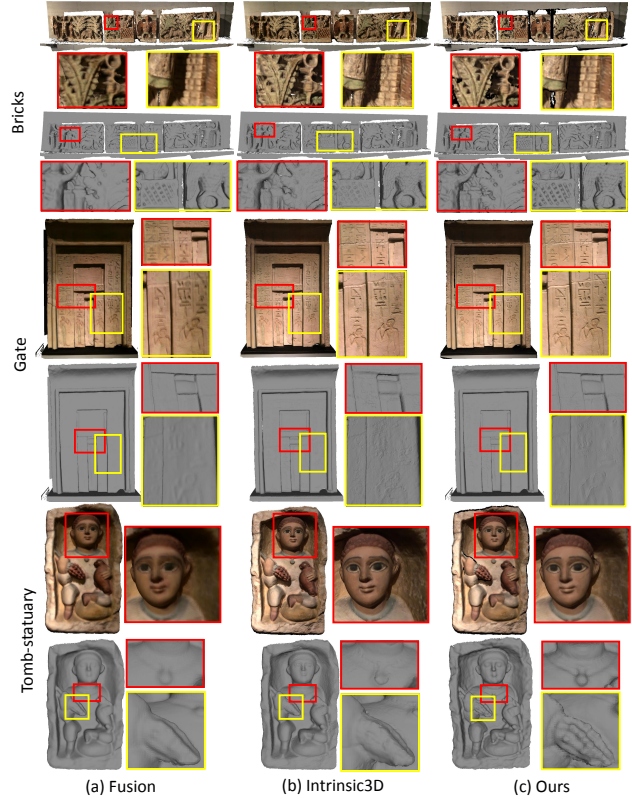 Bricks
Gate
Tomb-statuary
(a) Fusion
(b) Intrinsic3D
(c) Ours